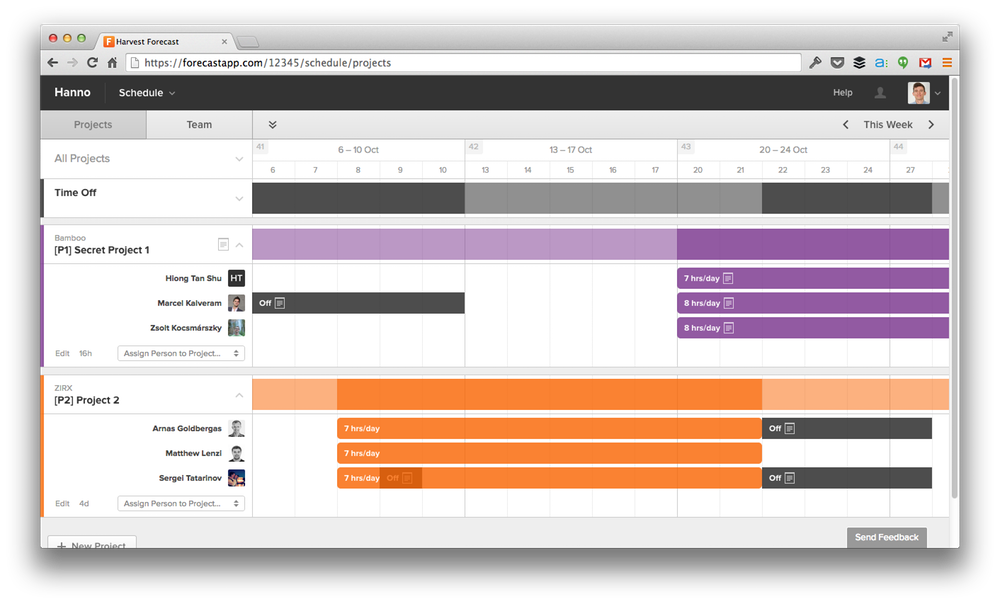 Harvest Forecast
https://forecastapp.com/12345/schedule/projects
Hanno Schedule Help
Projects Team This Week
All Projects
41 6 – 10 Oct 42 13 – 17 Oct 43 20 – 24 Oct 44
6 7 8 9 10 13 14 15 16 17 20 21 22 23 24 27
Time Off
Bamboo
[P1] Secret Project 1
Hiong Tan Shu HT 7 hrs/day
Marcel Kalveram Off 8 hrs/day
Zsolt Kocsmárszky 8 hrs/day
Edit 16h Assign Person to Project...
ZIRX
[P2] Project 2
Arnas Goldbergas 7 hrs/day Off
Matthew Lenzi 7 hrs/day
Sergei Tatarinov 7 hrs/day Off Off
Edit 4d Assign Person to Project...
+ New Project
Send Feedback